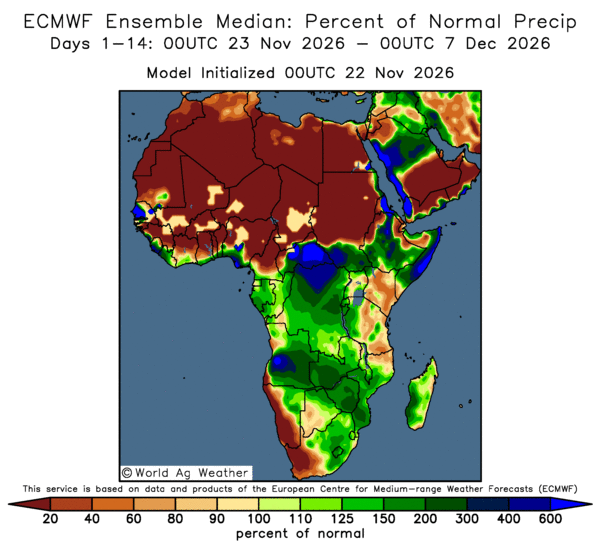 ECMWF Ensemble Median: Percent of Normal Precip
Days 1-14: 00UTC 23 Nov 2026 - 00UTC 7 Dec 2026
Model Initialized 00UTC 22 Nov 2026
© World Ag Weather
This service is based on data and products of the European Centre for Medium-range Weather Forecasts (ECMWF)
20 40 60 80 90 100 110 125 150 200 300 400 600
percent of normal